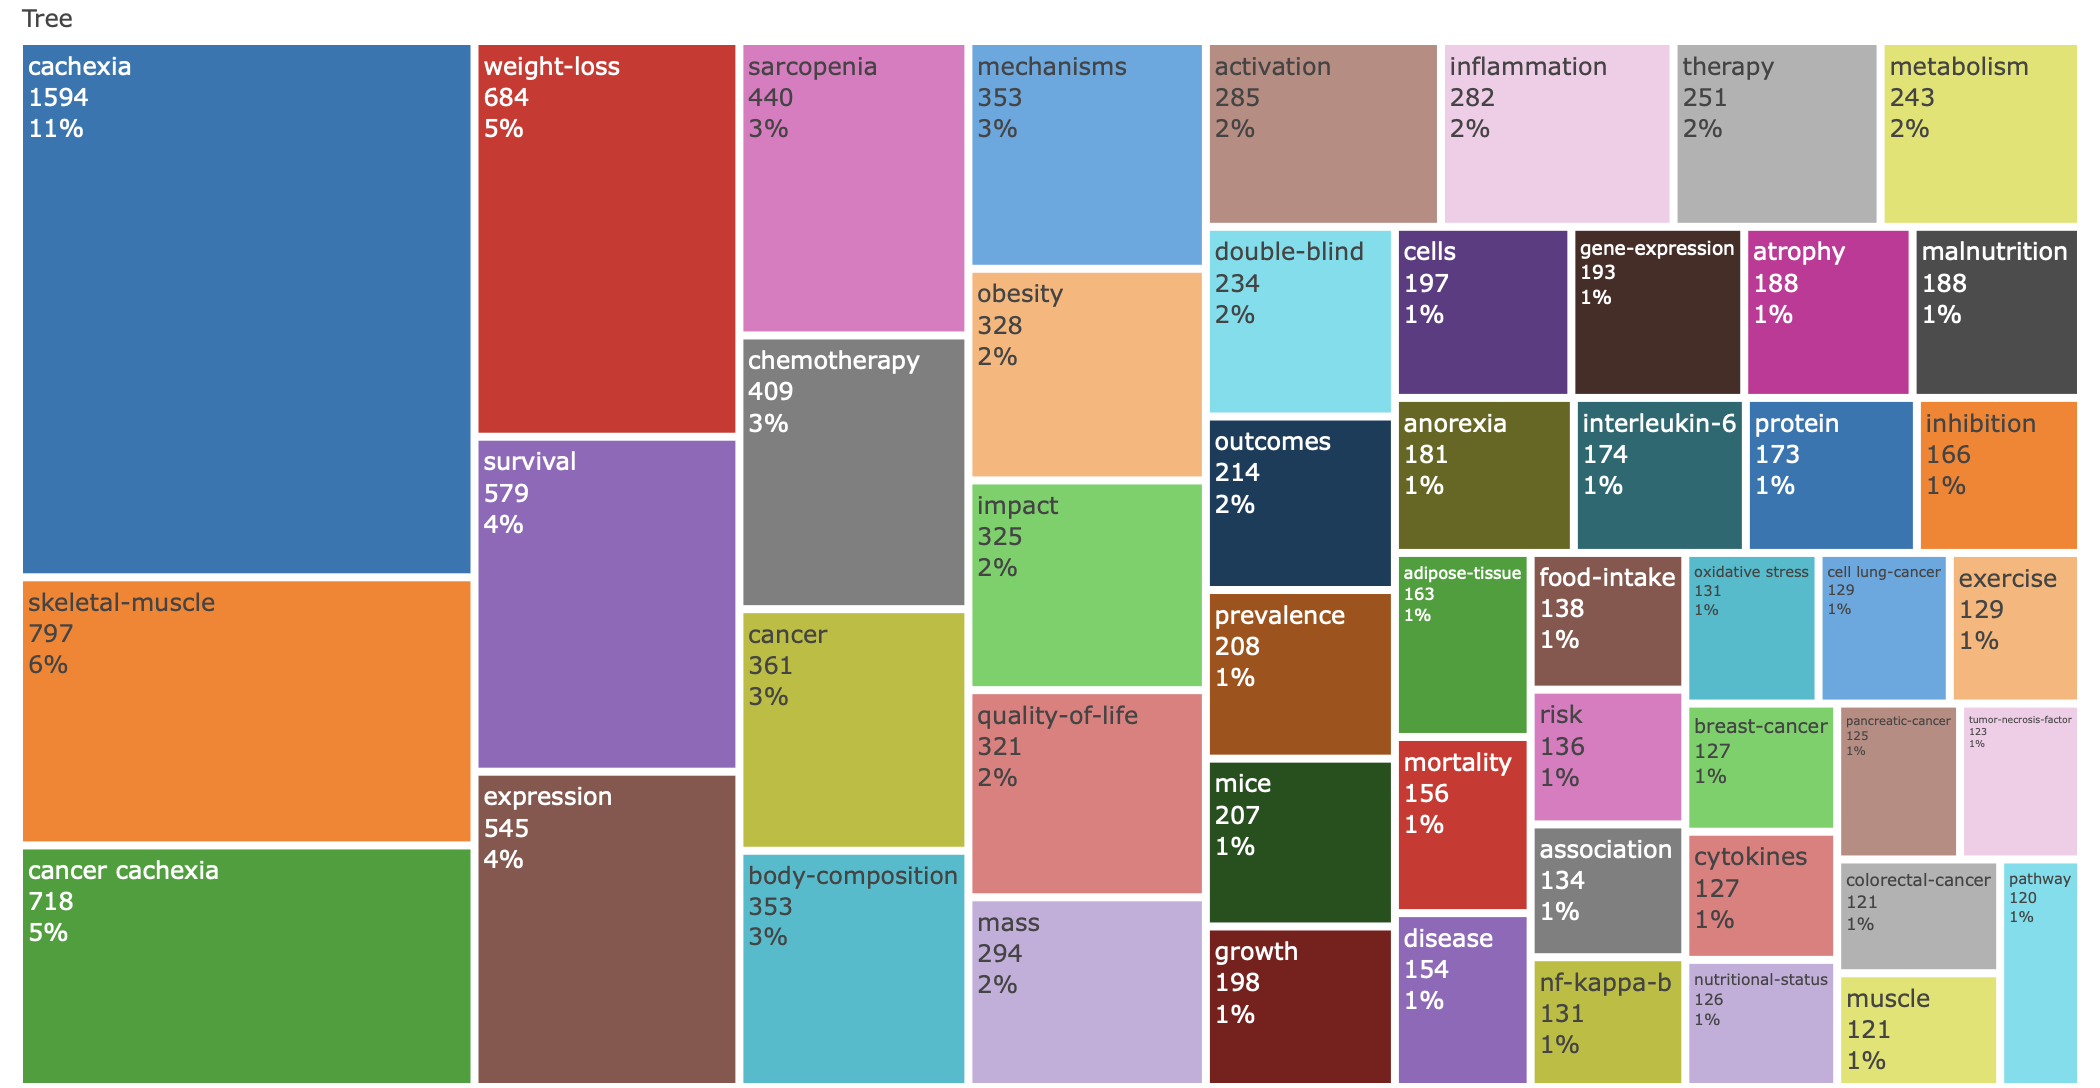 Tree
cachexia
1594
11%
skeletal-muscle
797
6%
cancer cachexia
718
5%
weight-loss
684
5%
survival
579
4%
expression
545
4%
sarcopenia
440
3%
chemotherapy
409
3%
cancer
361
3%
body-composition
353
3%
mechanisms
353
3%
obesity
328
2%
impact
325
2%
quality-of-life
321
2%
mass
294
2%
activation
285
2%
inflammation
282
2%
therapy
251
2%
metabolism
243
2%
double-blind
234
2%
outcomes
214
2%
prevalence
208
1%
mice
207
1%
growth
198
1%
cells
197
1%
gene-expression
193
1%
atrophy
188
1%
malnutrition
188
1%
anorexia
181
1%
interleukin-6
174
1%
protein
173
1%
inhibition
166
1%
adipose-tissue
163
1%
mortality
156
1%
disease
154
1%
food-intake
138
1%
risk
136
1%
association
134
1%
nf-kappa-b
131
1%
oxidative stress
131
1%
cell lung-cancer
129
1%
exercise
129
1%
breast-cancer
127
1%
cytokines
127
1%
nutritional-status
126
1%
pancreatic-cancer
125
1%
tumor-necrosis-factor
123
1%
colorectal-cancer
121
1%
muscle
121
1%
pathway
120
1%